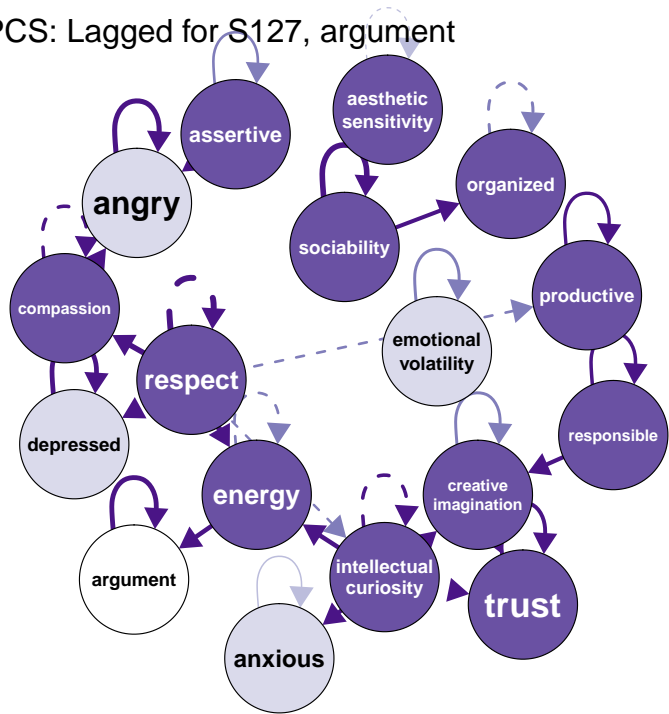 PCS: Lagged for S127, argument
aesthetic
sensitivity
assertive
organized
angry
sociability
compassion
productive
emotional
volatility
respect
depressed
responsible
energy
creative
imagination
argument
intellectual
curiosity
trust
anxious